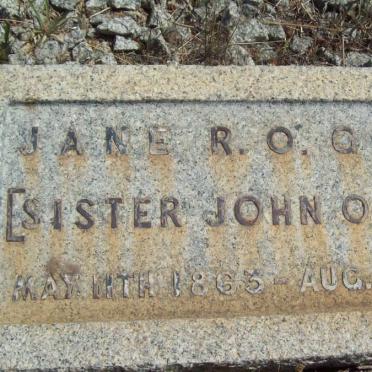 JANE R. O. G
[SISTER JOHN O
MAY 11TH 1865 - AUG.